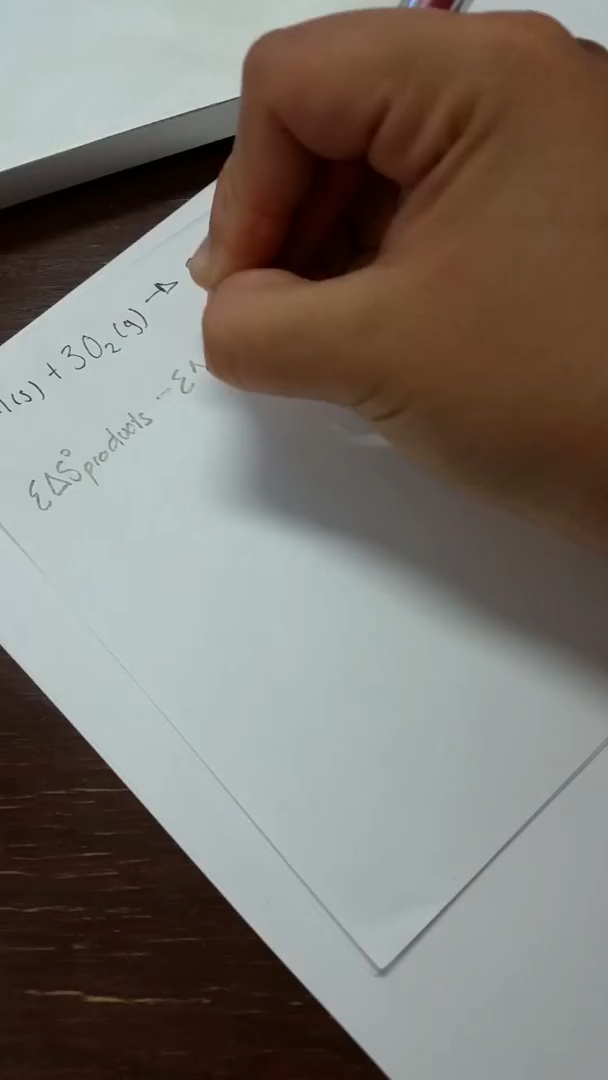 l(s) + 3O₂(g) →
ΣΔS° products - Σ